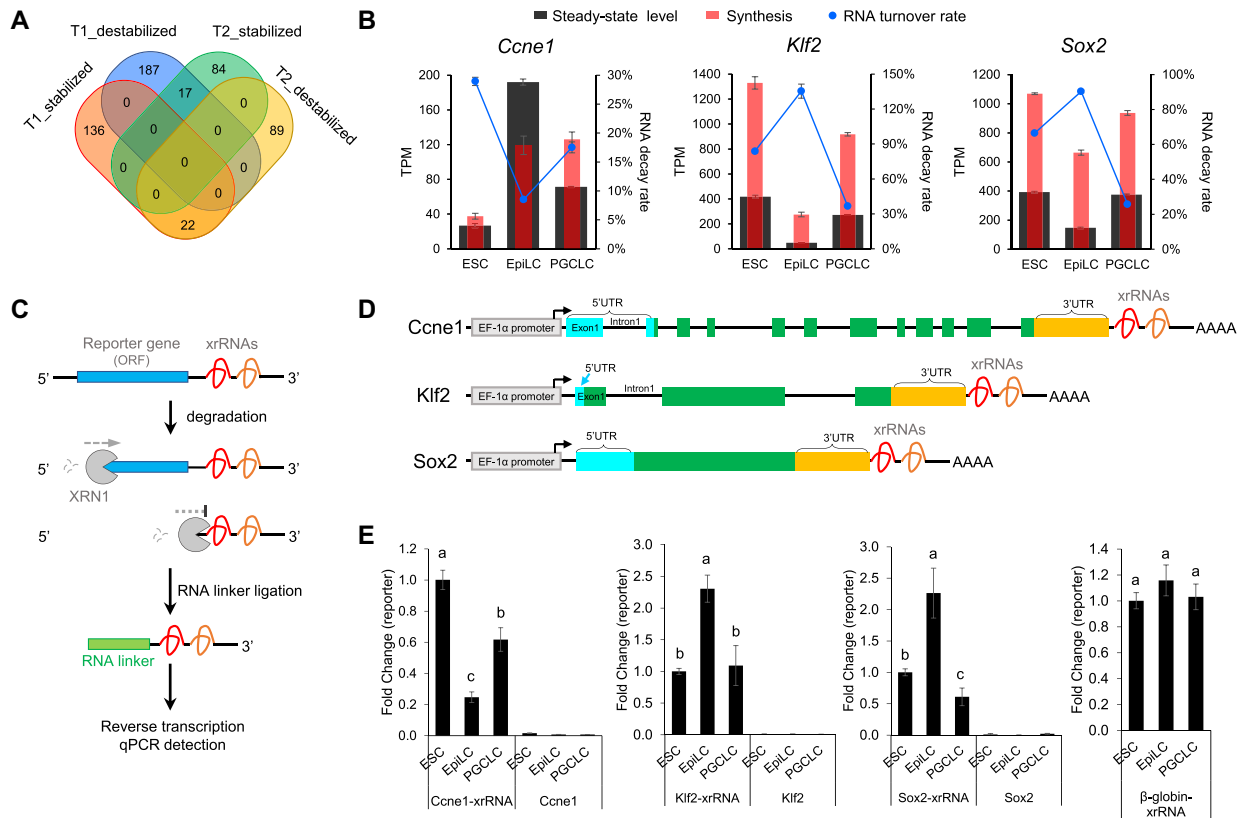 A
T1_destabilized
T2_stabilized
T1_stabilized
T2_destabilized
187
84
0
17
0
136
0
0
89
0
0
0
0
0
22
B
Steady-state level
Synthesis
RNA turnover rate
Ccne1
TPM
200
160
120
80
40
0
30%
25%
20%
15%
10%
5%
0%
RNA decay rate
ESC EpiLC PGCLC
Klf2
TPM
1400
1200
1000
800
600
400
200
0
150%
120%
90%
60%
30%
0%
RNA decay rate
ESC EpiLC PGCLC
Sox2
TPM
1200
1000
800
600
400
200
0
100%
80%
60%
40%
20%
0%
RNA decay rate
ESC EpiLC PGCLC
C
Reporter gene
(ORF)
xrRNAs
5’ 3’
degradation
5’ 3’
XRN1
5’ 3’
RNA linker ligation
3’
RNA linker
Reverse transcription
qPCR detection
D
Ccne1
EF-1α promoter
5’UTR
Exon1
Intron1
3’UTR
xrRNAs
AAAA
Klf2
EF-1α promoter
5’UTR
Exon1
Intron1
3’UTR
xrRNAs
AAAA
Sox2
EF-1α promoter
5’UTR
3’UTR
xrRNAs
AAAA
E
Fold Change (reporter)
1.2
1.0
0.8
0.6
0.4
0.2
0.0
a
c
b
ESC EpiLC PGCLC ESC EpiLC PGCLC
Ccne1-xrRNA Ccne1
Fold Change (reporter)
3.0
2.5
2.0
1.5
1.0
0.5
0.0
b
a
b
ESC EpiLC PGCLC ESC EpiLC PGCLC
Klf2-xrRNA Klf2
Fold Change (reporter)
3.0
2.5
2.0
1.5
1.0
0.5
0.0
b
a
c
ESC EpiLC PGCLC ESC EpiLC PGCLC
Sox2-xrRNA Sox2
Fold Change (reporter)
1.4
1.2
1.0
0.8
0.6
0.4
0.2
0.0
a
a
a
ESC EpiLC PGCLC
β-globin-
xrRNA